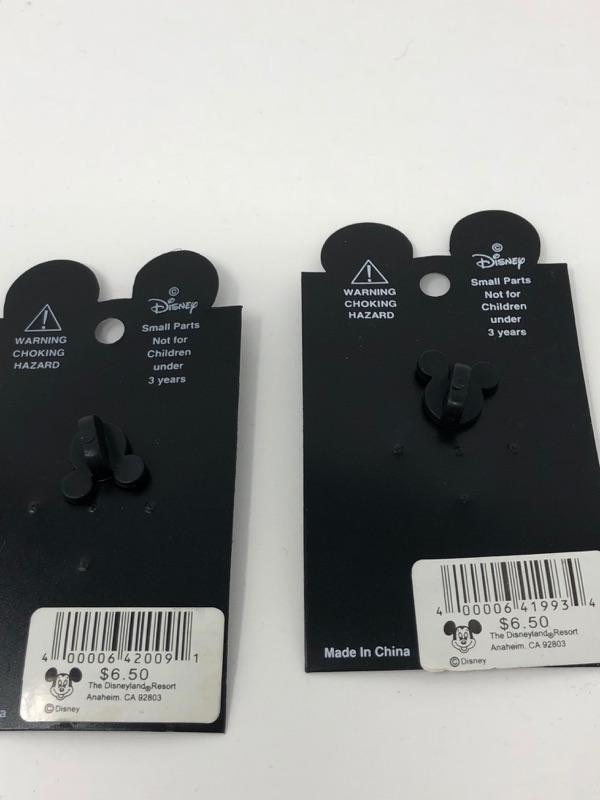 WARNING
CHOKING
HAZARD
©
Disney
Small Parts
Not for
Children
under
3 years
4 00006 42009 1
$6.50
The Disneyland® Resort
Anaheim, CA 92803
© Disney
WARNING
CHOKING
HAZARD
©
Disney
Small Parts
Not for
Children
under
3 years
Made In China
4 00006 41993 4
$6.50
The Disneyland® Resort
Anaheim, CA 92803
© Disney